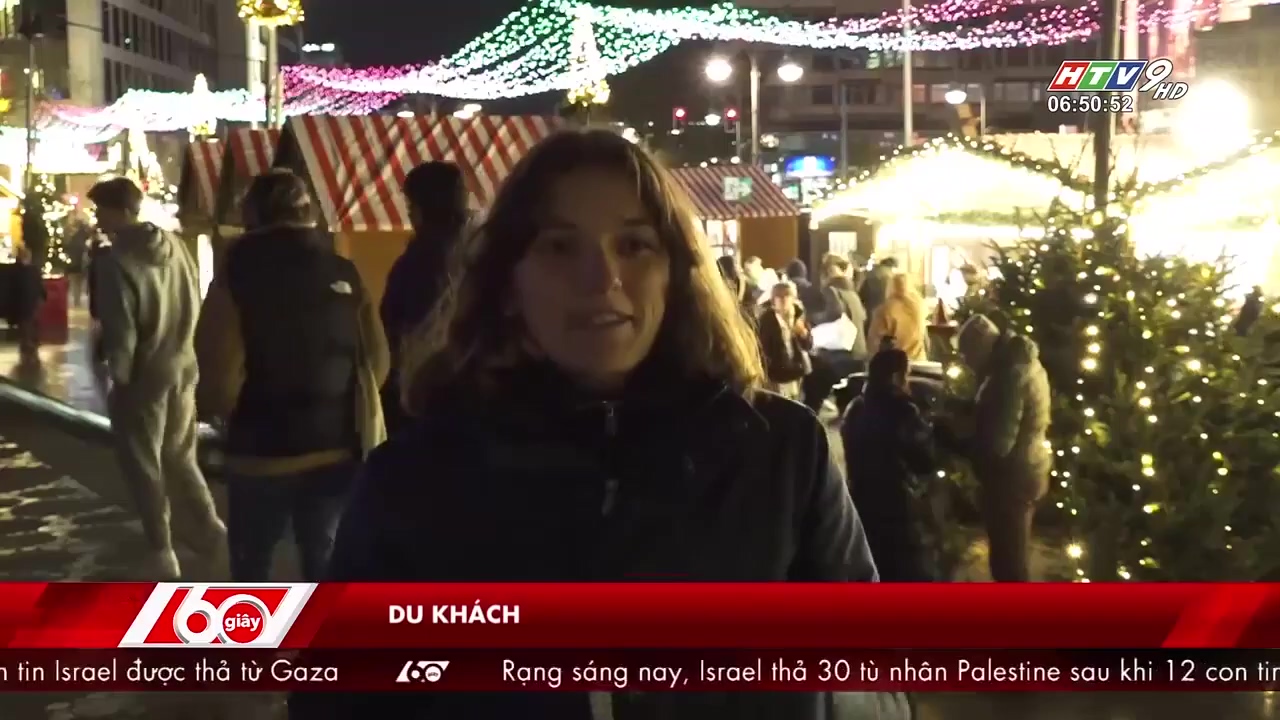 HTV9 HD
06:50:52
60 giây
DU KHÁCH
n tin Israel được thả từ Gaza
60 giây
Rạng sáng nay, Israel thả 30 tù nhân Palestine sau khi 12 con tin